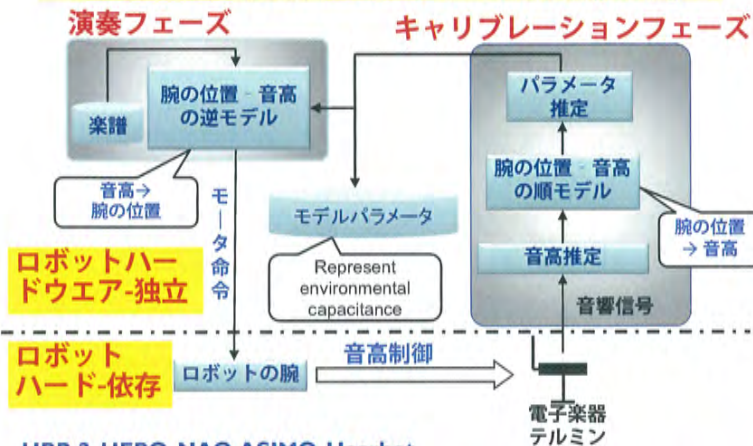 演奏フェーズ
キャリブレーションフェーズ
楽譜
腕の位置‐音高
の逆モデル
パラメータ
推定
音高→
腕の位置
モータ命令
モデルパラメータ
腕の位置‐音高
の順モデル
腕の位置
→ 音高
Represent
environmental
capacitance
音高推定
ロボットハー
ドウエア-独立
音響信号
ロボット
ハード-依存
ロボットの腕
音高制御
電子楽器
テルミン